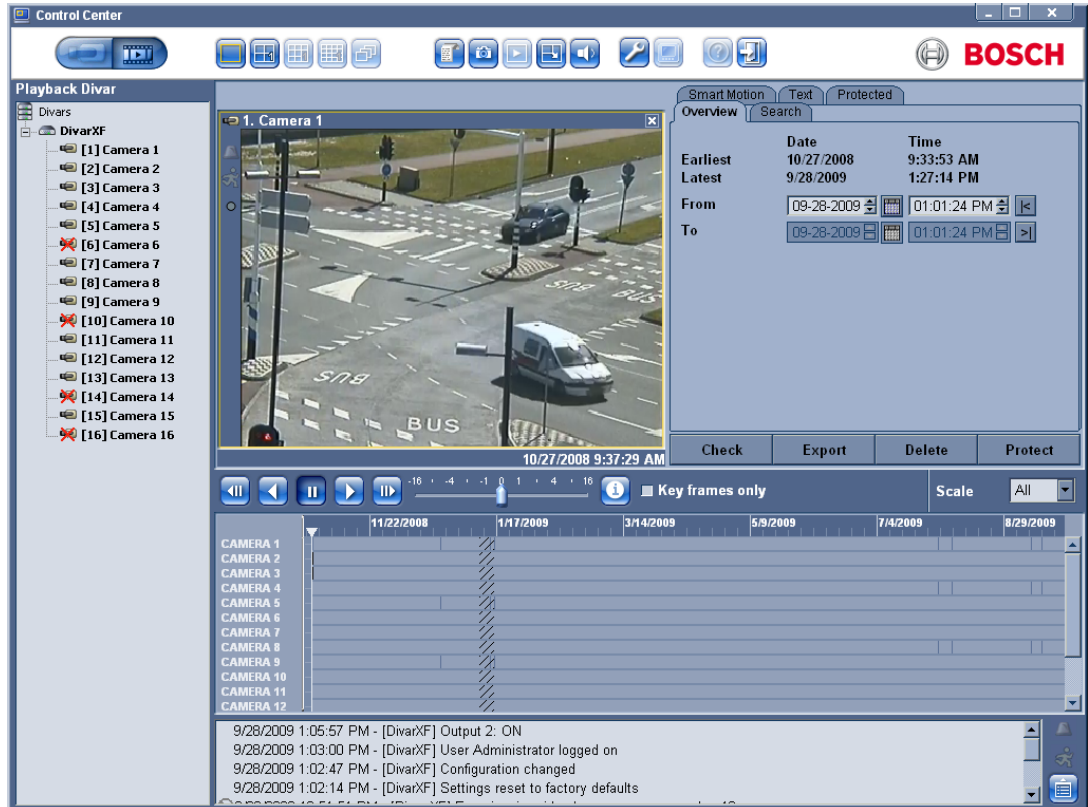 Control Center
BOSCH
Playback Divar
Divars
DivarXF
[1] Camera 1
[2] Camera 2
[3] Camera 3
[4] Camera 4
[5] Camera 5
[6] Camera 6
[7] Camera 7
[8] Camera 8
[9] Camera 9
[10] Camera 10
[11] Camera 11
[12] Camera 12
[13] Camera 13
[14] Camera 14
[15] Camera 15
[16] Camera 16
1. Camera 1
BUS
BUS
BUS
BUS
10/27/2008 9:37:29 AM
Smart Motion Text Protected
Overview Search
Date Time
Earliest 10/27/2008 9:33:53 AM
Latest 9/28/2009 1:27:14 PM
From 09-28-2009 01:01:24 PM
To 09-28-2009 01:01:24 PM
Check Export Delete Protect
-16 -4 -1 0 1 4 16
Key frames only
Scale All
11/22/2008 1/17/2009 3/14/2009 5/9/2009 7/4/2009 8/29/2009
CAMERA 1
CAMERA 2
CAMERA 3
CAMERA 4
CAMERA 5
CAMERA 6
CAMERA 7
CAMERA 8
CAMERA 9
CAMERA 10
CAMERA 11
CAMERA 12
9/28/2009 1:05:57 PM - [DivarXF] Output 2: ON
9/28/2009 1:03:00 PM - [DivarXF] User Administrator logged on
9/28/2009 1:02:47 PM - [DivarXF] Configuration changed
9/28/2009 1:02:14 PM - [DivarXF] Settings reset to factory defaults